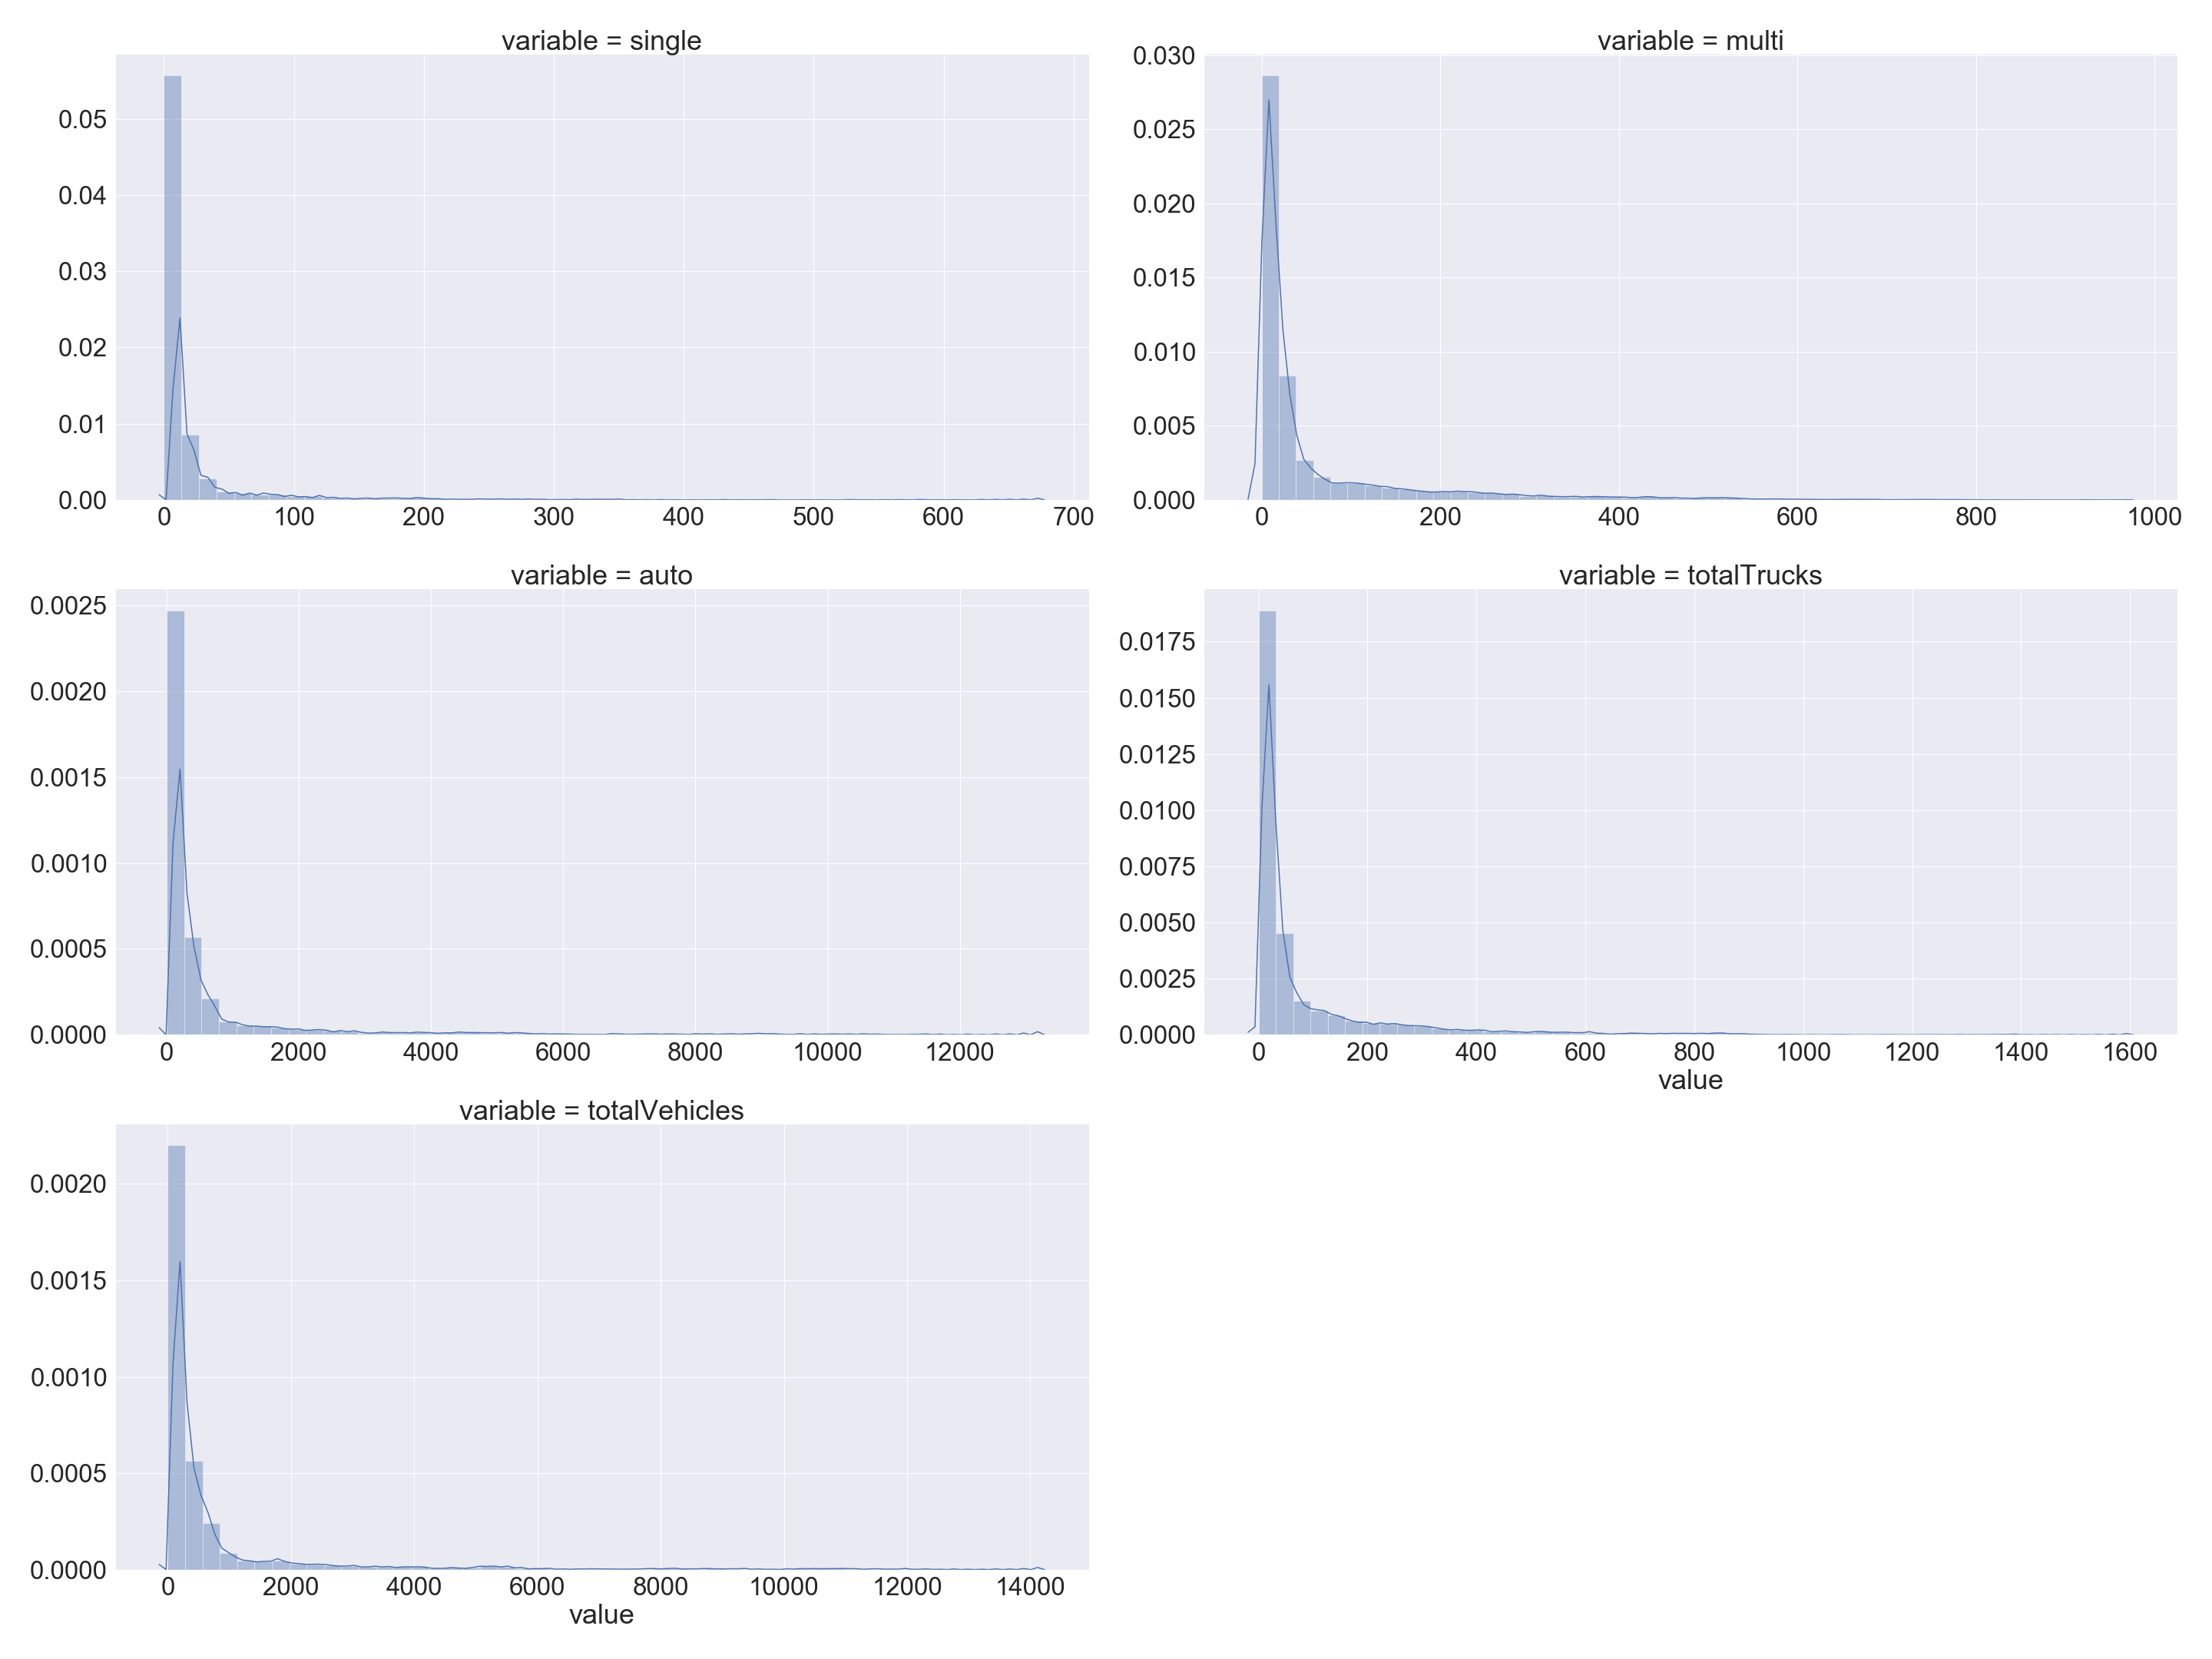 variable = single
0.05
0.04
0.03
0.02
0.01
0.00
0 100 200 300 400 500 600 700
variable = multi
0.030
0.025
0.020
0.015
0.010
0.005
0.000
0 200 400 600 800 1000
variable = auto
0.0025
0.0020
0.0015
0.0010
0.0005
0.0000
0 2000 4000 6000 8000 10000 12000
variable = totalTrucks
0.0175
0.0150
0.0125
0.0100
0.0075
0.0050
0.0025
0.0000
0 200 400 600 800 1000 1200 1400 1600
value
variable = totalVehicles
0.0020
0.0015
0.0010
0.0005
0.0000
0 2000 4000 6000 8000 10000 12000 14000
value